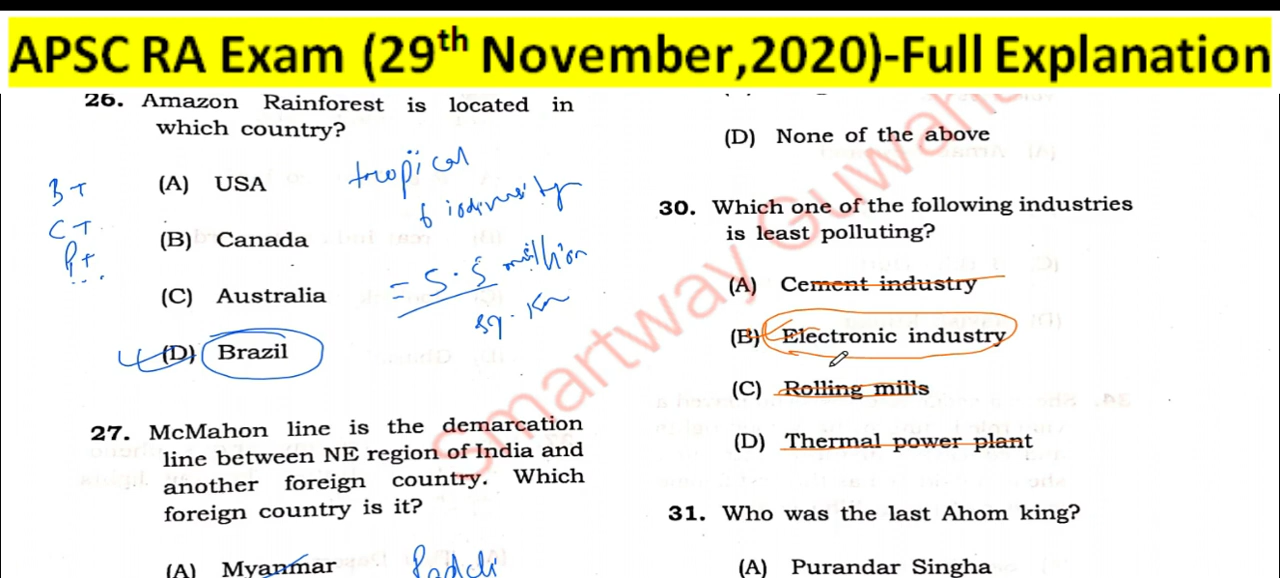 APSC RA Exam (29th November,2020)-Full Explanation
26. Amazon Rainforest is located in
which country?
(A) USA
(B) Canada
(C) Australia
(D) Brazil
tropical
biodiversity
= 5.5 million
sq. km
B T
C T
P T
27. McMahon line is the demarcation
line between NE region of India and
another foreign country. Which
foreign country is it?
(A) Myanmar
(D) None of the above
30. Which one of the following industries
is least polluting?
(A) Cement industry
(B) Electronic industry
(C) Rolling mills
(D) Thermal power plant
31. Who was the last Ahom king?
(A) Purandar Singha
Smartway Guwaha